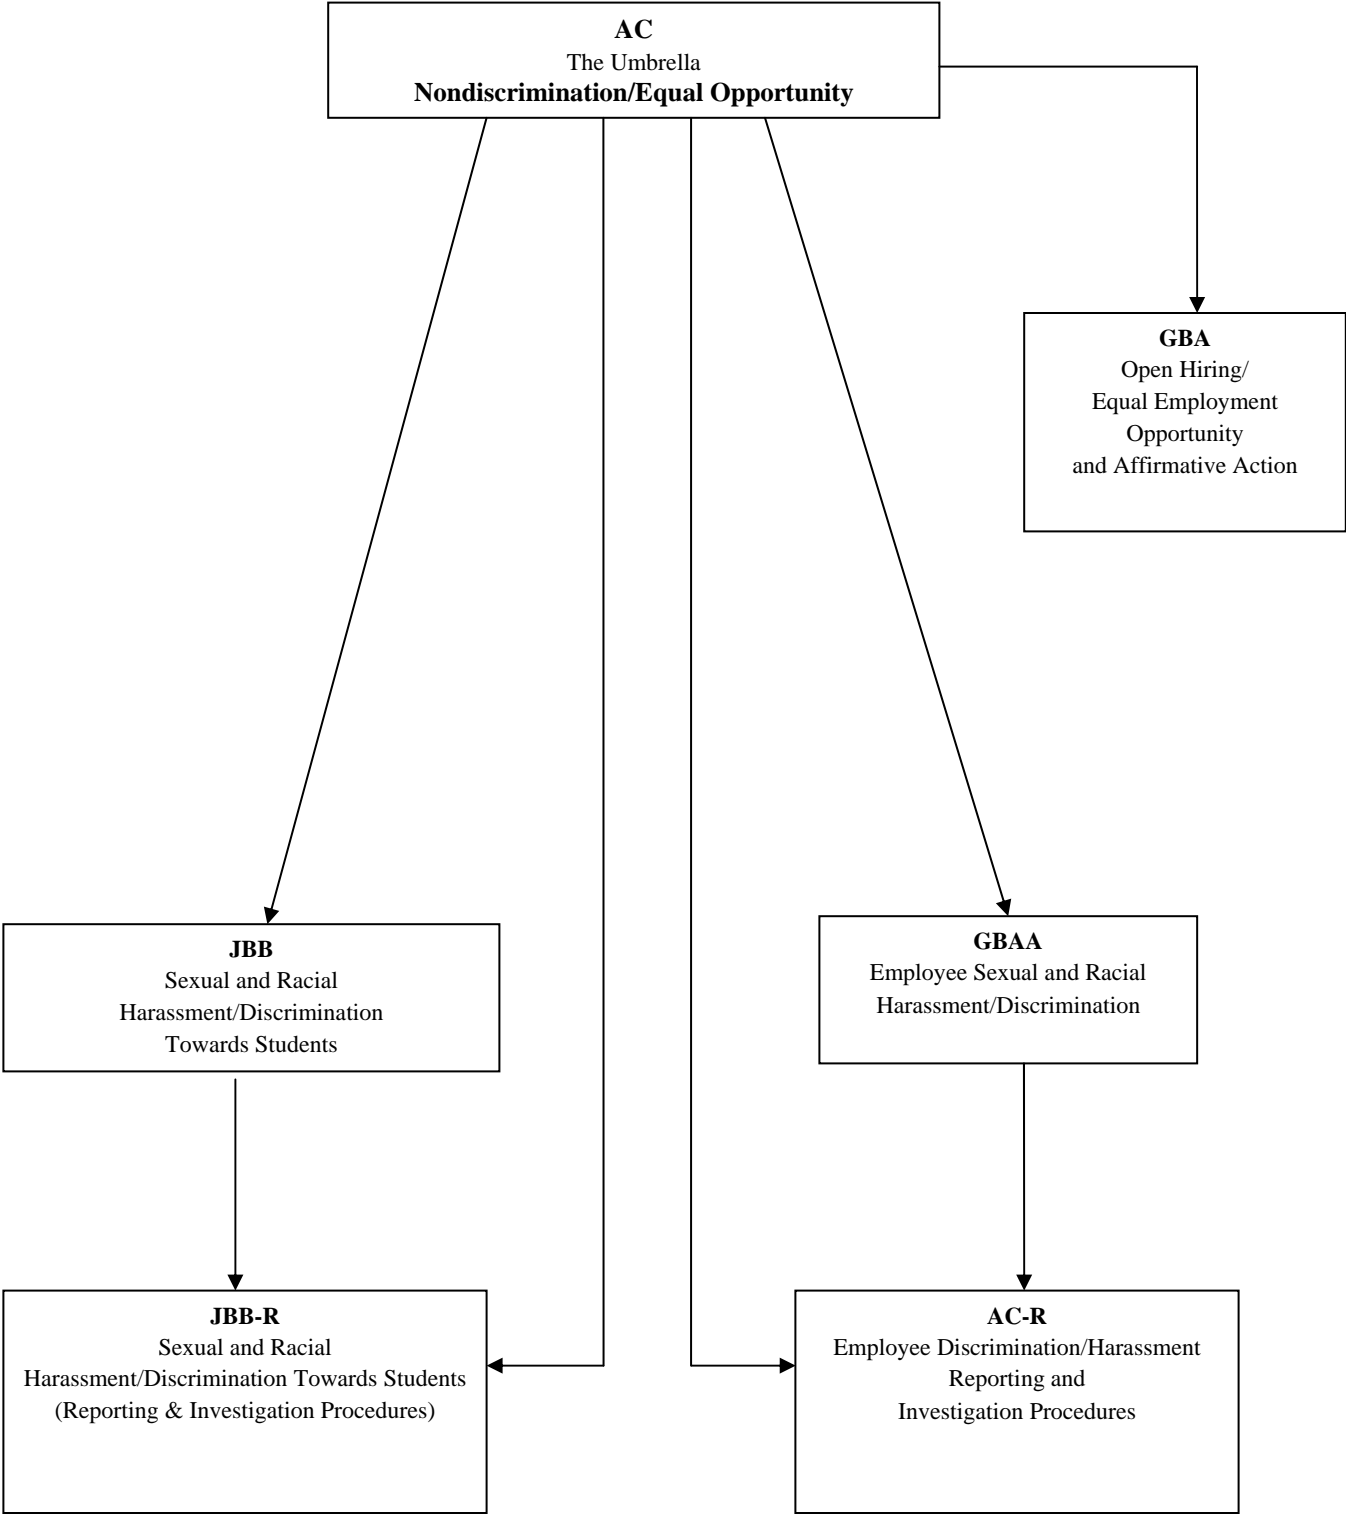 AC
The Umbrella
Nondiscrimination/Equal Opportunity
GBA
Open Hiring/
Equal Employment
Opportunity
and Affirmative Action
JBB
Sexual and Racial
Harassment/Discrimination
Towards Students
GBAA
Employee Sexual and Racial
Harassment/Discrimination
JBB-R
Sexual and Racial
Harassment/Discrimination Towards Students
(Reporting & Investigation Procedures)
AC-R
Employee Discrimination/Harassment
Reporting and
Investigation Procedures